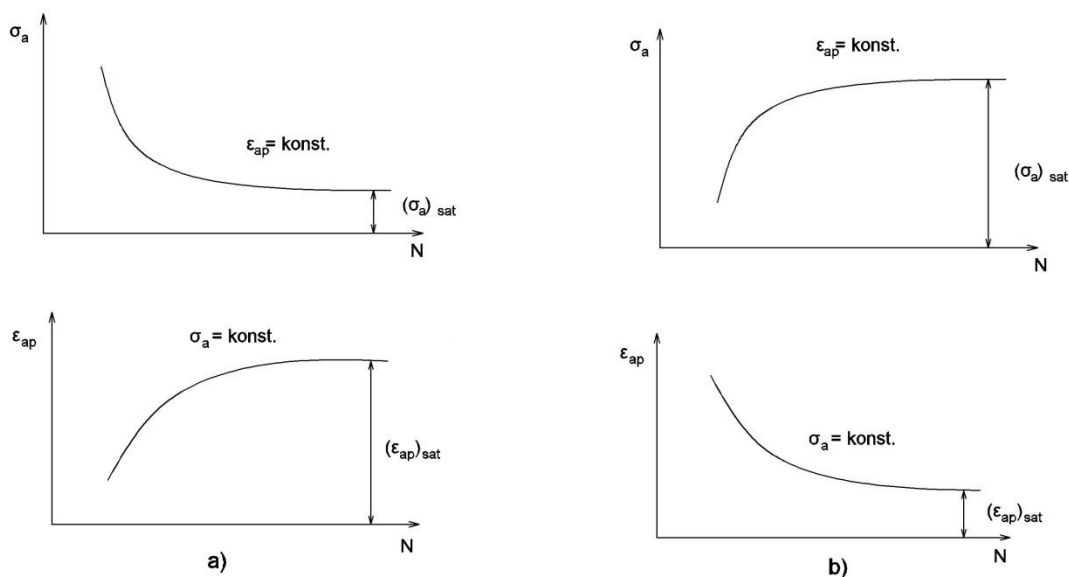 σa
εap= konst.
(σa) sat
N
εap
σa = konst.
(εap)sat
N
a)
σa
εap= konst.
(σa) sat
N
εap
σa = konst.
(εap)sat
N
b)